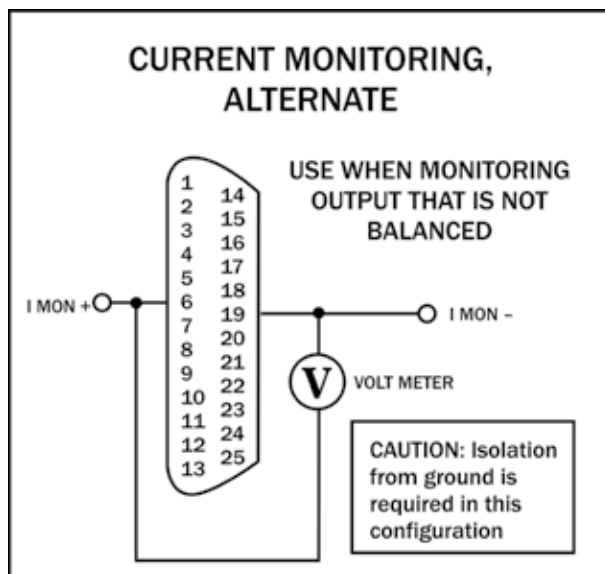 CURRENT MONITORING,
ALTERNATE
USE WHEN MONITORING
OUTPUT THAT IS NOT
BALANCED
1
2
3
4
5
6
7
8
9
10
11
12
13
14
15
16
17
18
19
20
21
22
23
24
25
I MON +
I MON –
V
VOLT METER
CAUTION: Isolation
from ground is
required in this
configuration